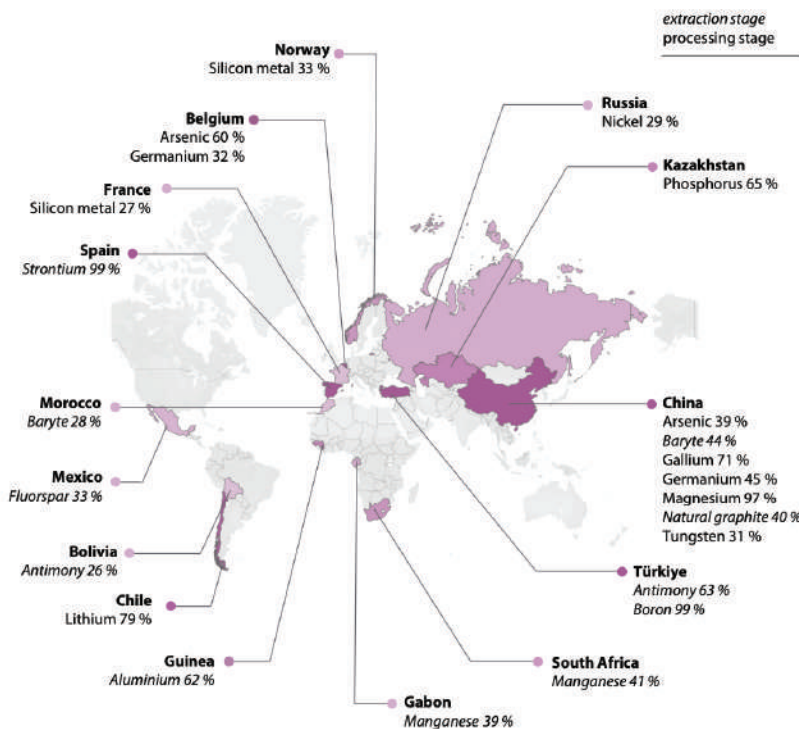 extraction stage
processing stage
Norway
Silicon metal 33 %
Belgium
Arsenic 60 %
Germanium 32 %
France
Silicon metal 27 %
Spain
Strontium 99 %
Morocco
Baryte 28 %
Mexico
Fluorspar 33 %
Bolivia
Antimony 26 %
Chile
Lithium 79 %
Guinea
Aluminium 62 %
Gabon
Manganese 39 %
South Africa
Manganese 41 %
Türkiye
Antimony 63 %
Boron 99 %
China
Arsenic 39 %
Baryte 44 %
Gallium 71 %
Germanium 45 %
Magnesium 97 %
Natural graphite 40 %
Tungsten 31 %
Kazakhstan
Phosphorus 65 %
Russia
Nickel 29 %